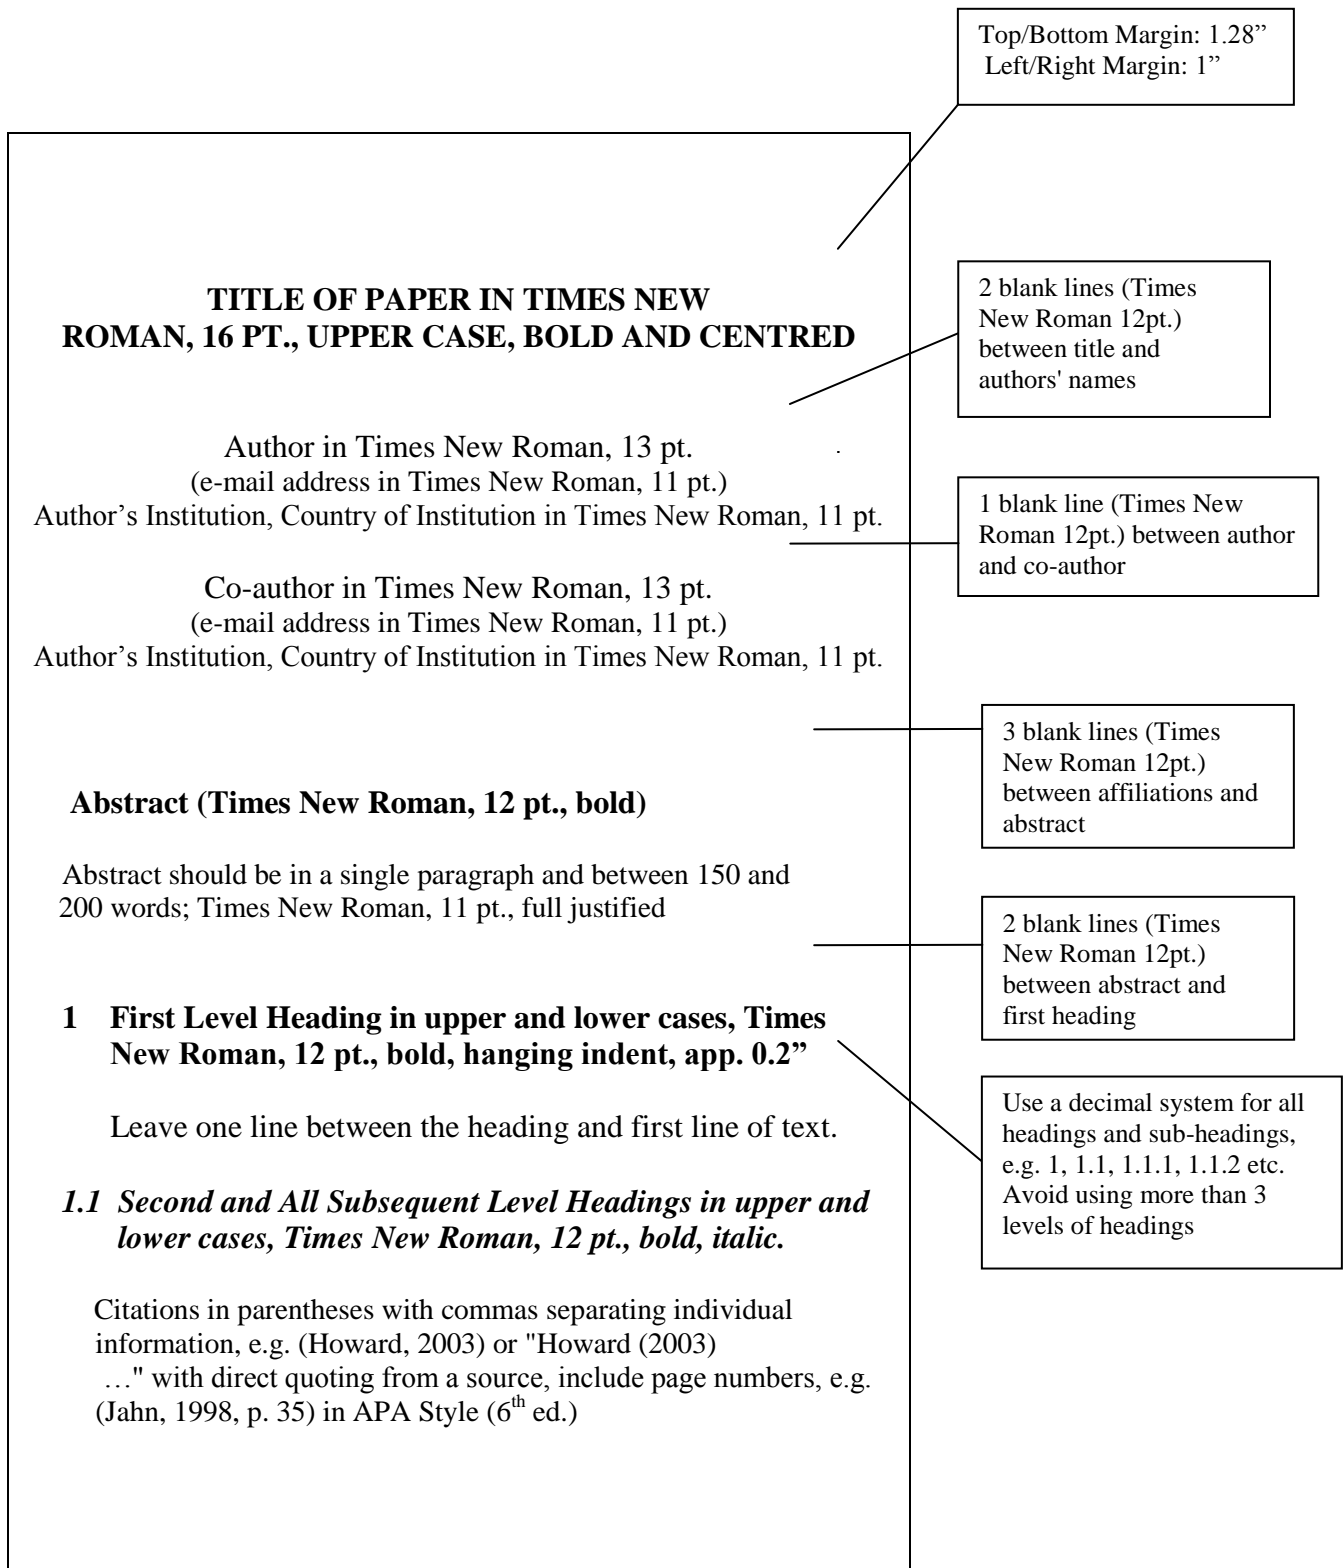 Top/Bottom Margin: 1.28”
Left/Right Margin: 1”
TITLE OF PAPER IN TIMES NEW
ROMAN, 16 PT., UPPER CASE, BOLD AND CENTRED
2 blank lines (Times
New Roman 12pt.)
between title and
authors' names
Author in Times New Roman, 13 pt.
(e-mail address in Times New Roman, 11 pt.)
Author’s Institution, Country of Institution in Times New Roman, 11 pt.
1 blank line (Times New
Roman 12pt.) between author
and co-author
Co-author in Times New Roman, 13 pt.
(e-mail address in Times New Roman, 11 pt.)
Author’s Institution, Country of Institution in Times New Roman, 11 pt.
3 blank lines (Times
New Roman 12pt.)
between affiliations and
abstract
Abstract (Times New Roman, 12 pt., bold)
Abstract should be in a single paragraph and between 150 and
200 words; Times New Roman, 11 pt., full justified
2 blank lines (Times
New Roman 12pt.)
between abstract and
first heading
1 First Level Heading in upper and lower cases, Times
New Roman, 12 pt., bold, hanging indent, app. 0.2”
Leave one line between the heading and first line of text.
Use a decimal system for all
headings and sub-headings,
e.g. 1, 1.1, 1.1.1, 1.1.2 etc.
Avoid using more than 3
levels of headings
1.1 Second and All Subsequent Level Headings in upper and
lower cases, Times New Roman, 12 pt., bold, italic.
Citations in parentheses with commas separating individual
information, e.g. (Howard, 2003) or "Howard (2003)
…" with direct quoting from a source, include page numbers, e.g.
(Jahn, 1998, p. 35) in APA Style (6th ed.)